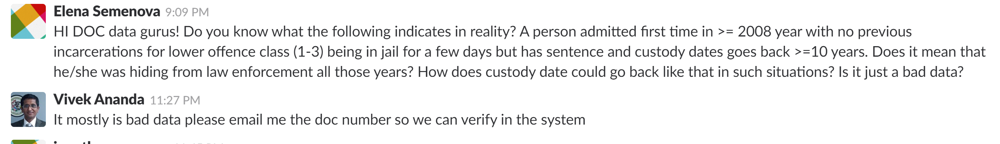 Elena Semenova 9:09 PM
HI DOC data gurus! Do you know what the following indicates in reality? A person admitted first time in >= 2008 year with no previous
incarcerations for lower offence class (1-3) being in jail for a few days but has sentence and custody dates goes back >=10 years. Does it mean that
he/she was hiding from law enforcement all those years? How does custody date could go back like that in such situations? Is it just a bad data?
Vivek Ananda 11:27 PM
It mostly is bad data please email me the doc number so we can verify in the system